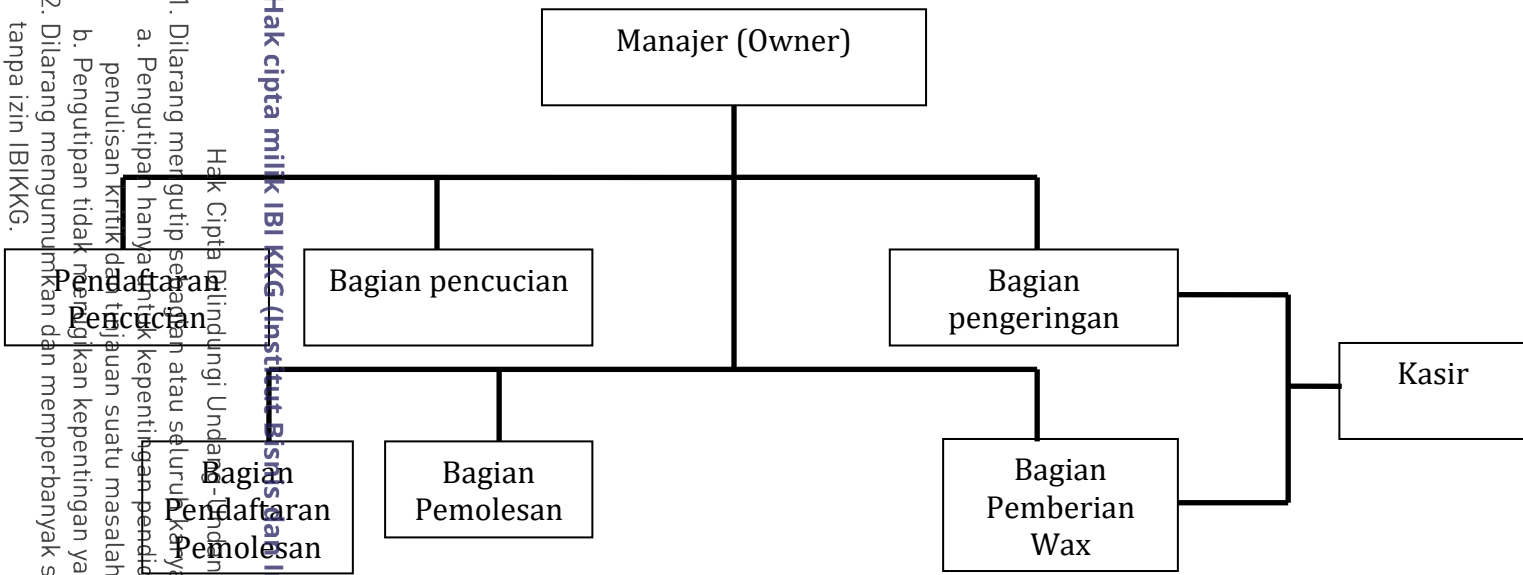 Manajer (Owner)
Pendaftaran
Pencucian
Bagian pencucian
Bagian
pengeringan
Kasir
Bagian
Pendaftaran
Pemolesan
Bagian
Pemolesan
Bagian
Pemberian
Wax
Hak cipta milik IBI KKG (Institut Bisnis dan
Hak Cipta Dilindungi Undang-Undan
1. Dilarang mengutip sebagian atau seluruh karya
a. Pengutipan hanya untuk kepentingan pendid
penulisan kritik dan tinjauan suatu masalah
b. Pengutipan tidak merugikan kepentingan ya
2. Dilarang mengumumkan dan memperbanyak s
tanpa izin IBIKKG.